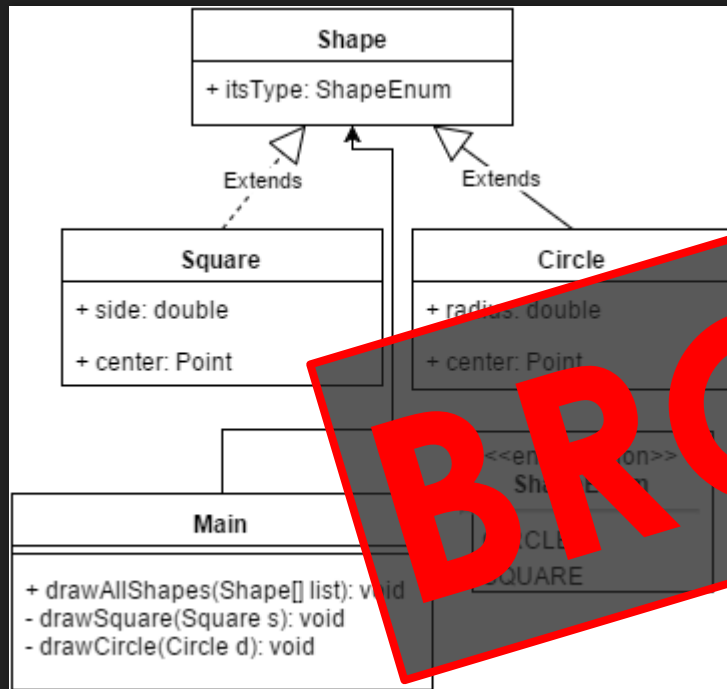 Shape
+ itsType: ShapeEnum
Extends
Extends
Square
+ side: double
+ center: Point
Circle
+ radius: double
+ center: Point
BRO
ShapeEnum
CIRCLE
SQUARE
Main
+ drawAllShapes(Shape[] list): void
- drawSquare(Square s): void
- drawCircle(Circle d): void